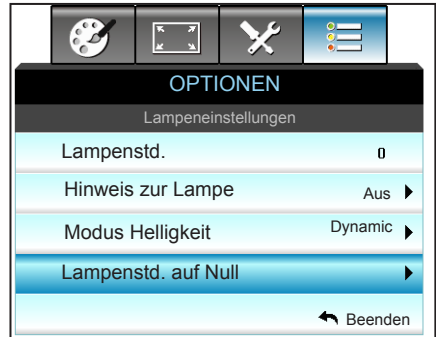 OPTIONEN
Lampeneinstellungen
Lampenstd. 0
Hinweis zur Lampe Aus
Modus Helligkeit Dynamic
Lampenstd. auf Null
Beenden